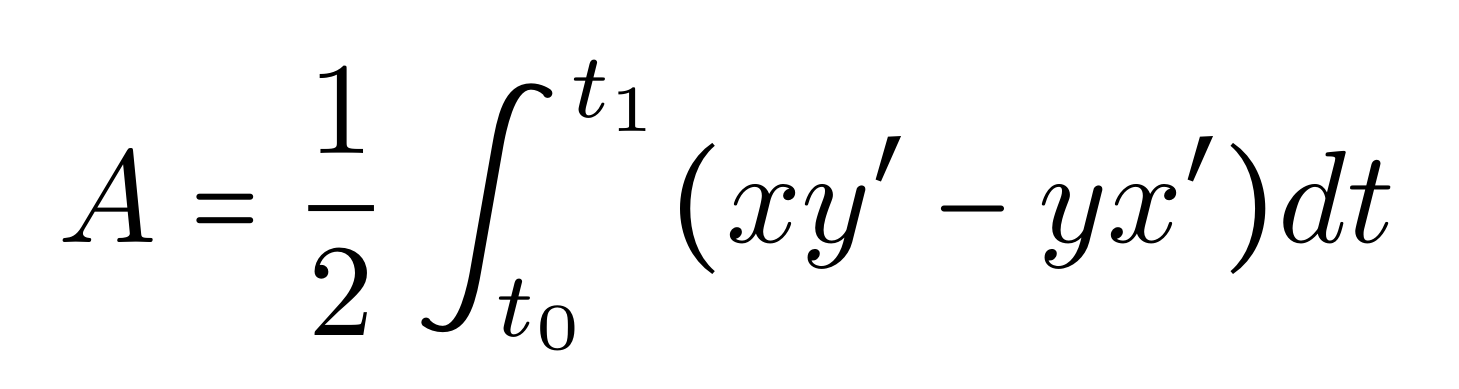 A = \frac{1}{2} \int_{t_0}^{t_1} (xy' - yx')dt